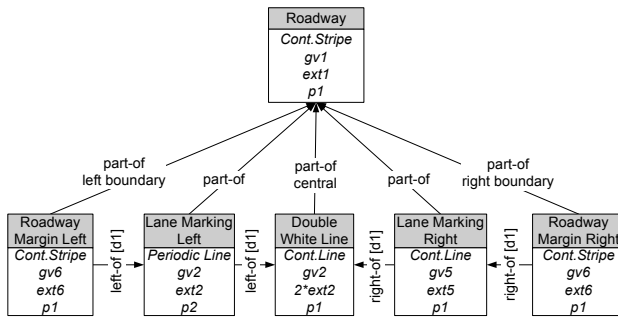 Roadway
Cont.Stripe
gv1
ext1
p1
part-of
left boundary
part-of
part-of
central
part-of
part-of
right boundary
Roadway
Margin Left
Cont.Stripe
gv6
ext6
p1
left-of [d1]
Lane Marking
Left
Periodic Line
gv2
ext2
p2
left-of [d1]
Double
White Line
Cont.Line
gv2
2*ext2
p1
right-of [d1]
Lane Marking
Right
Cont.Line
gv5
ext5
p1
right-of [d1]
Roadway
Margin Right
Cont.Stripe
gv6
ext6
p1